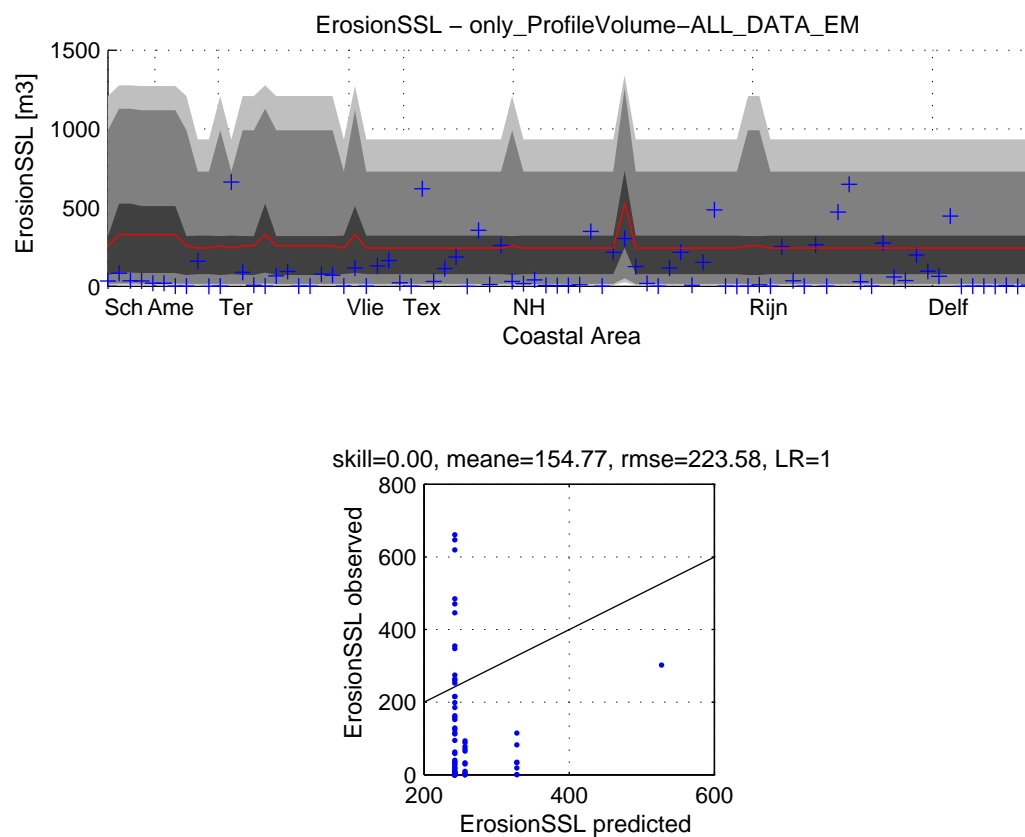 ErosionSSL − only_ProfileVolume−ALL_DATA_EM
1500
1000
500
0
ErosionSSL [m3]
Sch Ame Ter Vlie Tex NH Rijn Delf
Coastal Area
skill=0.00, meane=154.77, rmse=223.58, LR=1
800
600
400
200
0
ErosionSSL observed
200 400 600
ErosionSSL predicted